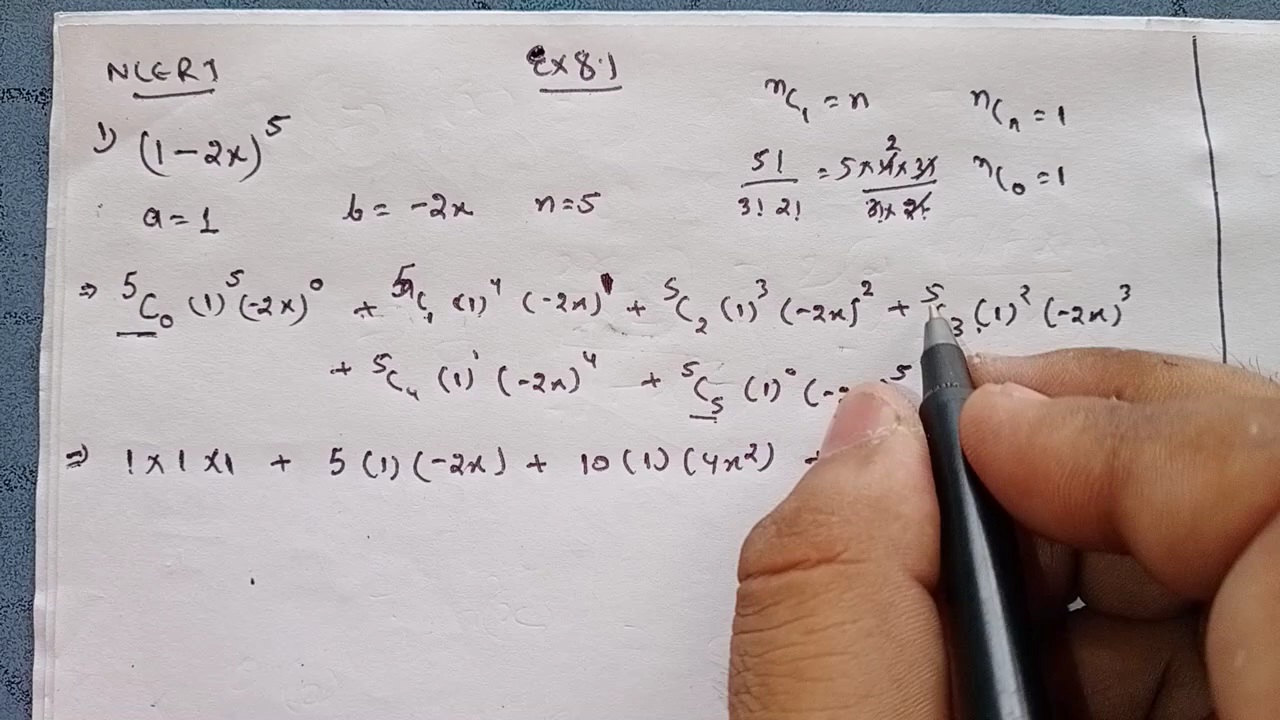 NCERT Ex 8.1
ⁿC₁ = n ⁿCₙ = 1
1) (1-2x)⁵
5!/3! 2! = 5×4×3!/3!×2! ⁿC₀ = 1
a = 1 b = -2x n = 5
⇒ ⁵C₀ (1)⁵ (-2x)⁰ + ⁵C₁ (1)⁴ (-2x)¹ + ⁵C₂ (1)³ (-2x)² + ⁵C₃ (1)² (-2x)³
+ ⁵C₄ (1)¹ (-2x)⁴ + ⁵C₅ (1)⁰
⇒ 1×1×1 + 5(1)(-2x) + 10(1)(4x²) +